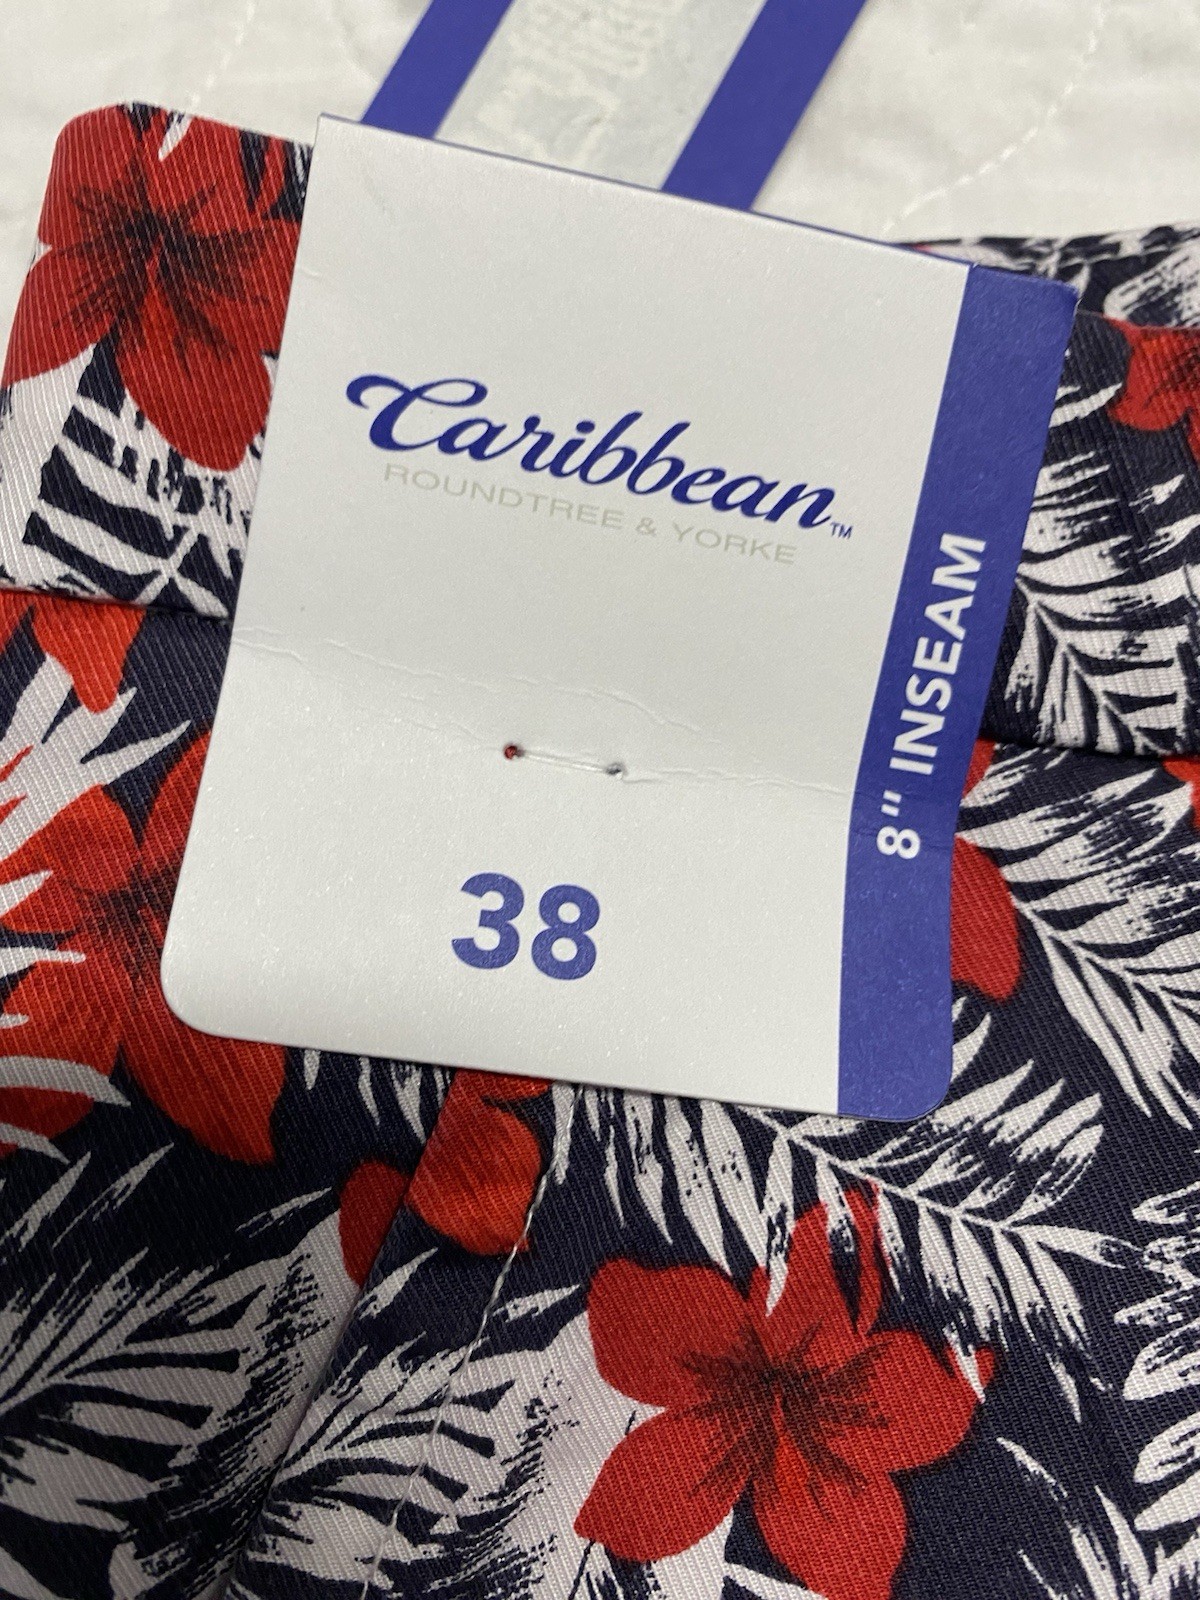 Caribbean™
ROUNDTREE & YORKE
8" INSEAM
38